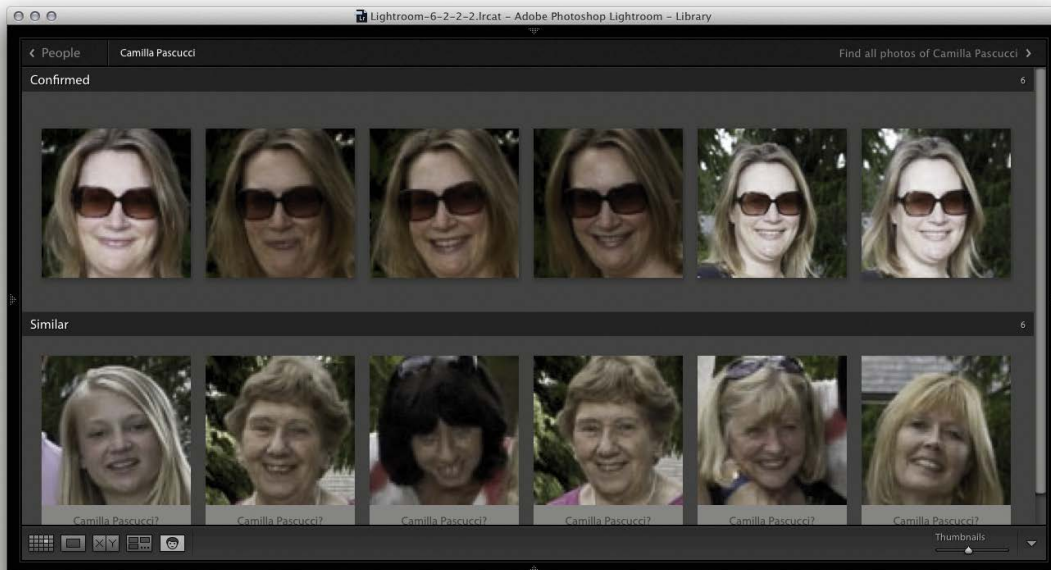 Lightroom-6-2-2-2.lrcat – Adobe Photoshop Lightroom – Library
People Camilla Pascucci Find all photos of Camilla Pascucci
Confirmed 6
Similar 6
Camilla Pascucci? Camilla Pascucci? Camilla Pascucci? Camilla Pascucci? Camilla Pascucci? Camilla Pascucci?
XY Thumbnails